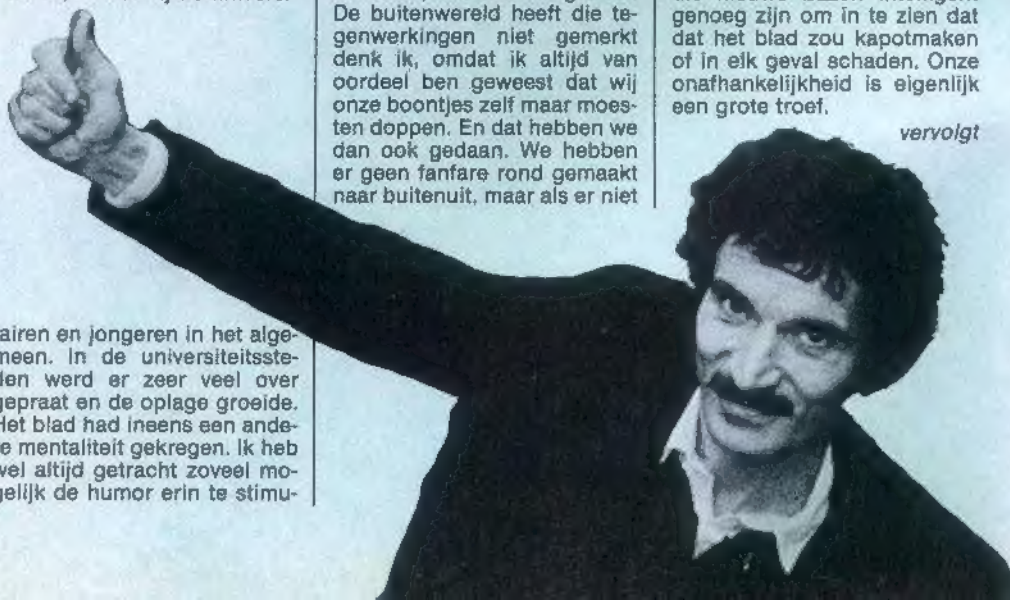 airen en jongeren in het alge-
meen. In de universiteitsste-
den werd er zeer veel over
gepraat en de oplage groeide.
Het blad had ineens een ande-
re mentaliteit gekregen. Ik heb
wel altijd getracht zoveel mo-
gelijk de humor erin te stimu-
De buitenwereld heeft die te-
genwerkingen niet gemerkt
denk ik, omdat ik altijd van
oordeel ben geweest dat wij
onze boontjes zelf maar moes-
ten doppen. En dat hebben we
dan ook gedaan. We hebben
er geen fanfare rond gemaakt
naar buitenuit, maar als er niet
genoeg zijn om in te zien dat
dat het blad zou kapotmaken
of in elk geval schaden. Onze
onafhankelijkheid is eigenlijk
een grote troef.
vervolgt